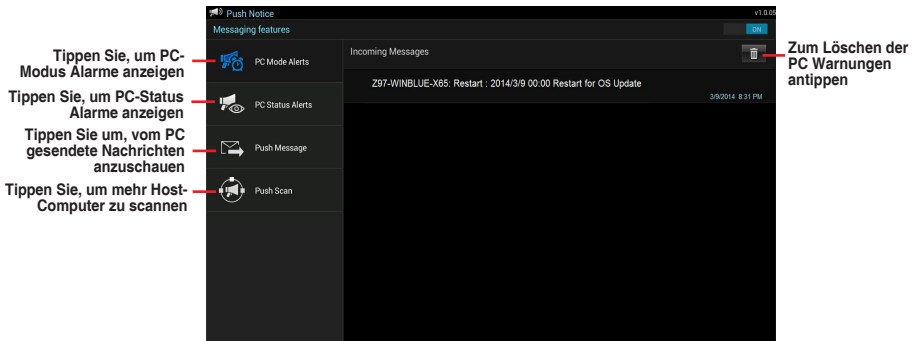 Push Notice
v1.0.05
Messaging features
ON
Tippen Sie, um PC-
Modus Alarme anzeigen
PC Mode Alerts
Incoming Messages
Zum Löschen der
PC Warnungen
antippen
Z97-WINBLUE-X65: Restart : 2014/3/9 00:00 Restart for OS Update
3/9/2014 8:31 PM
Tippen Sie, um PC-Status
Alarme anzeigen
PC Status Alerts
Tippen Sie um, vom PC
gesendete Nachrichten
anzuschauen
Push Message
Tippen Sie, um mehr Host-
Computer zu scannen
Push Scan